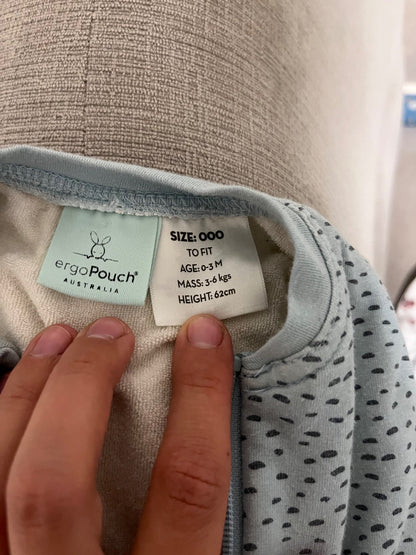 ergoPouch®
AUSTRALIA
SIZE: 000
TO FIT
AGE: 0-3 M
MASS: 3-6 kgs
HEIGHT: 62cm